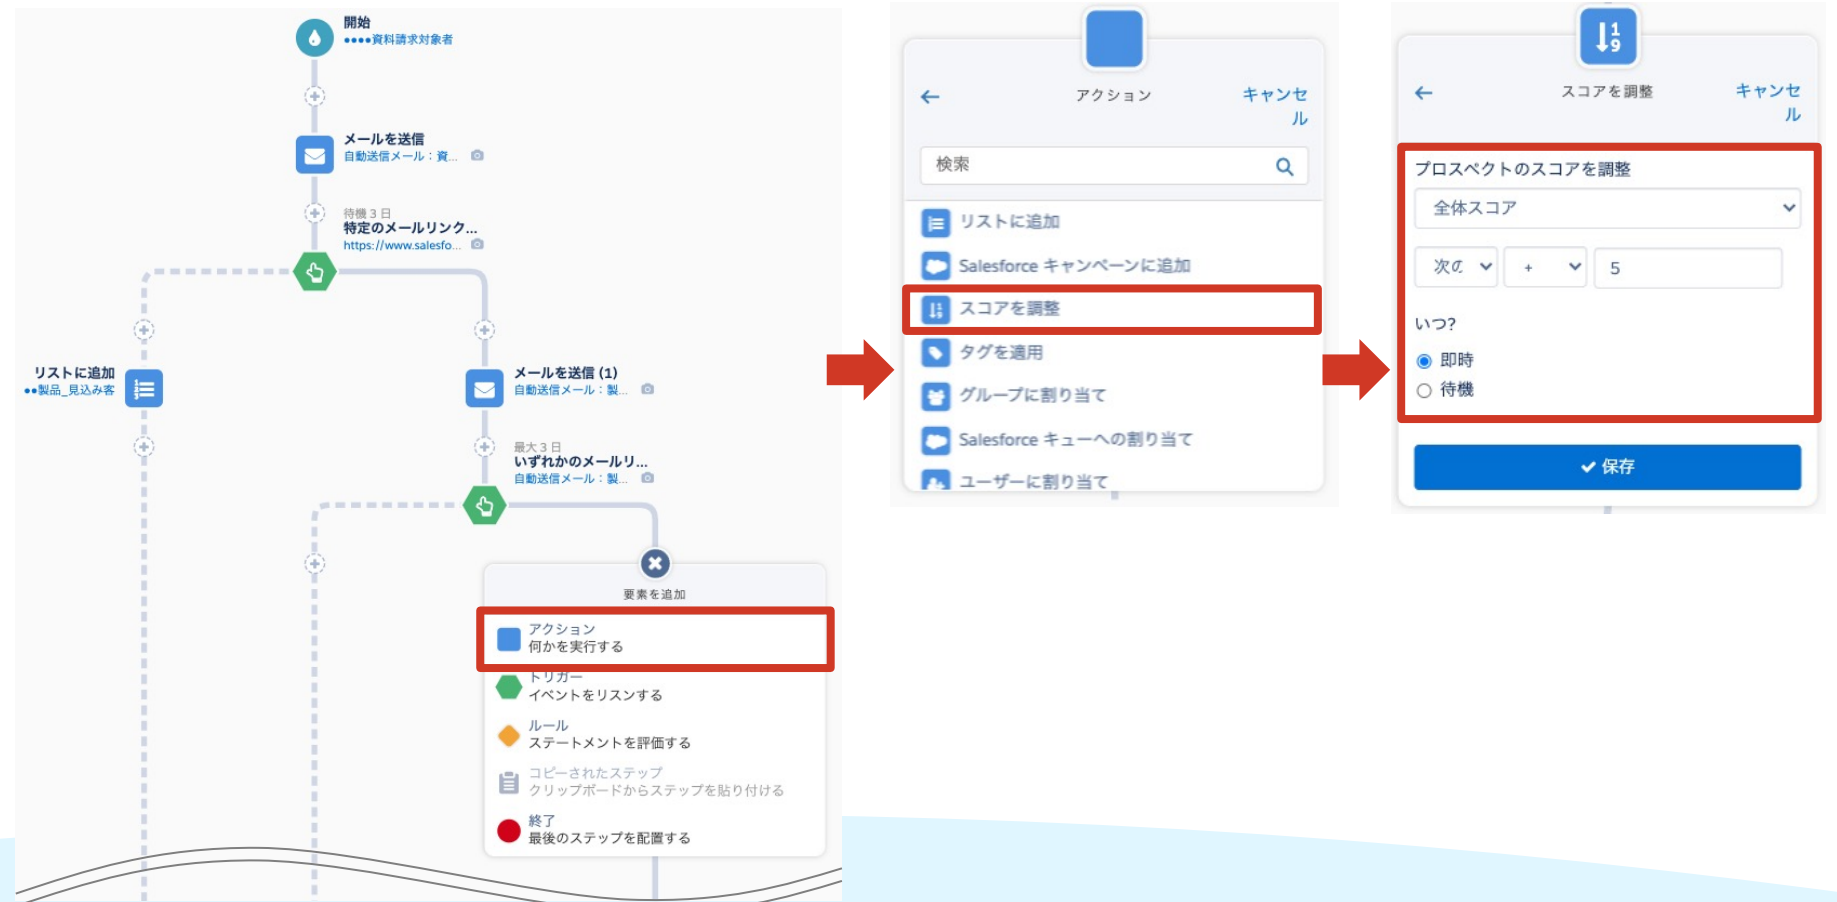 開始
●●●●資料請求対象者
メールを送信
自動送信メール：資...
待機 3 日
特定のメールリンク...
https://www.salesfo...
リストに追加
●●製品_見込み客
メールを送信 (1)
自動送信メール：製...
最大 3 日
いずれかのメールリ...
自動送信メール：製...
要素を追加
アクション
何かを実行する
トリガー
イベントをリスンする
ルール
ステートメントを評価する
コピーされたステップ
クリップボードからステップを貼り付ける
終了
最後のステップを配置する
アクション
キャンセ
ル
検索
リストに追加
Salesforce キャンペーンに追加
スコアを調整
タグを適用
グループに割り当て
Salesforce キューへの割り当て
ユーザーに割り当て
スコアを調整
キャンセ
ル
プロスペクトのスコアを調整
全体スコア
次の + 5
いつ?
即時
待機
保存